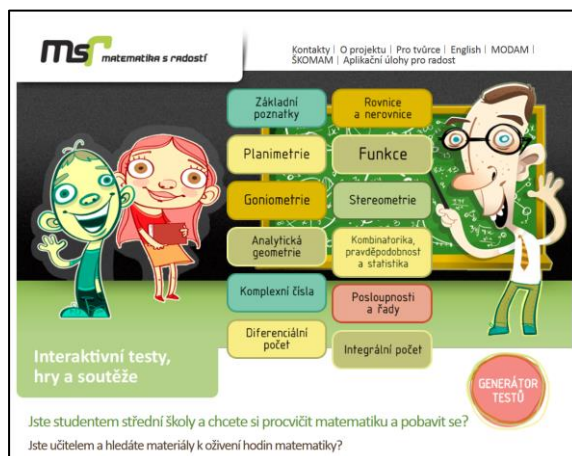 msr matematika s radostí
Kontakty | O projektu | Pro tvůrce | English | MODAM |
ŠKOMAM | Aplikační úlohy pro radost
Základní
poznatky
Rovnice
a nerovnice
Planimetrie
Funkce
Goniometrie
Stereometrie
Analytická
geometrie
Kombinatorika,
pravděpodobnost
a statistika
Komplexní čísla
Posloupnosti
a řady
Diferenciální
počet
Integrální počet
Interaktivní testy,
hry a soutěže
GENERÁTOR
TESTŮ
Jste studentem střední školy a chcete si procvičit matematiku a pobavit se?
Jste učitelem a hledáte materiály k oživení hodin matematiky?